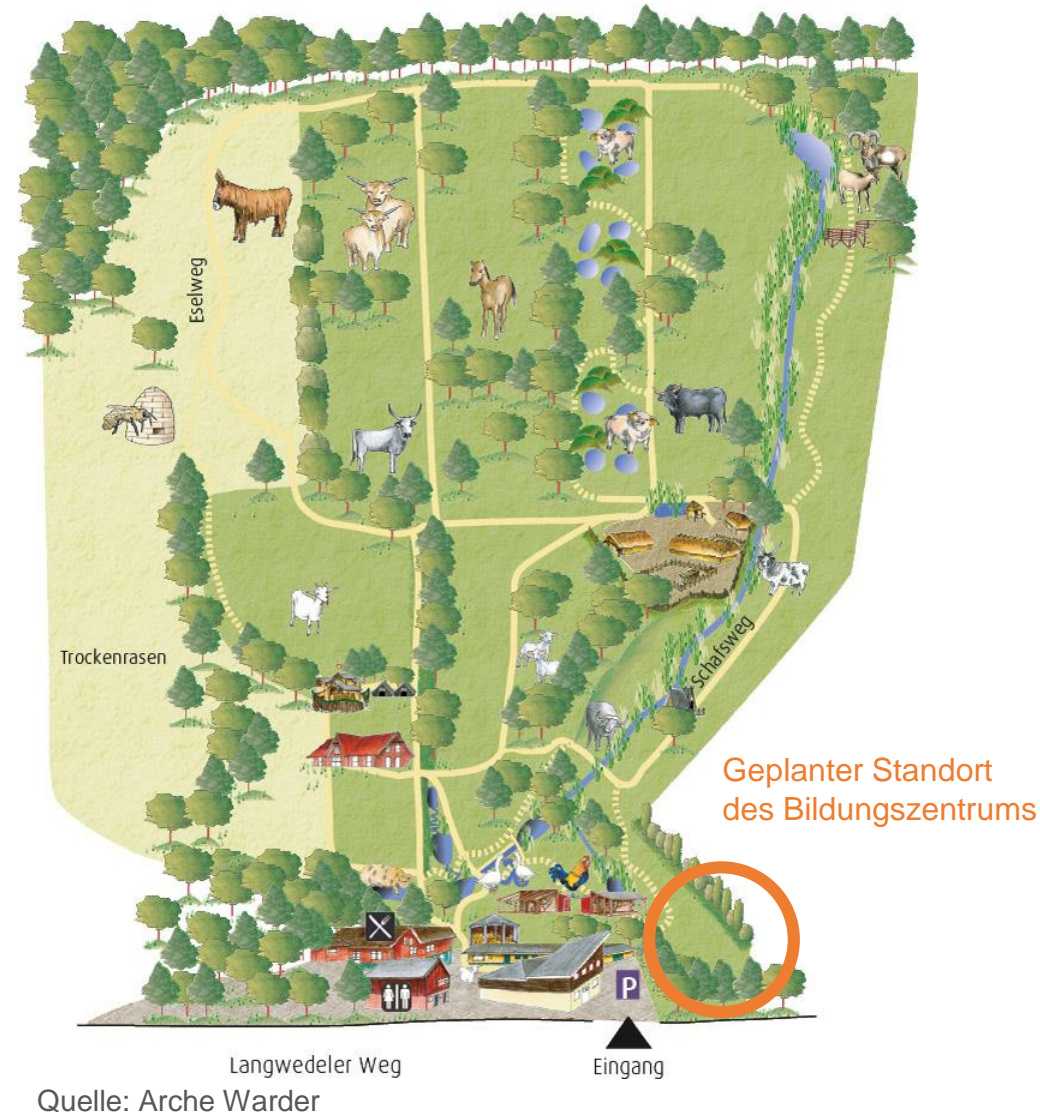 Eselweg
Trockenrasen
Schafsweg
Geplanter Standort
des Bildungszentrums
P
Langwedeler Weg
Eingang
Quelle: Arche Warder